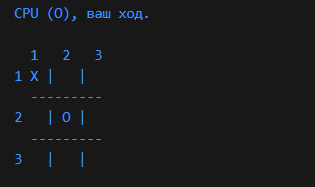 CPU (O), ваш ход.
  1   2   3
1 X |   |
  ---------
2   | O |
  ---------
3   |   |